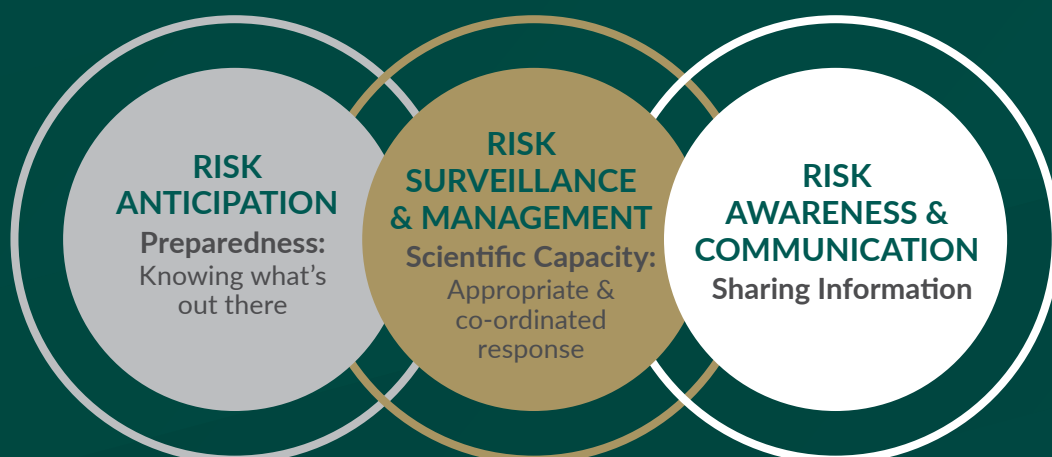 RISK
ANTICIPATION
Preparedness:
Knowing what's
out there
RISK
SURVEILLANCE
& MANAGEMENT
Scientific Capacity:
Appropriate &
co-ordinated
response
RISK
AWARENESS &
COMMUNICATION
Sharing Information